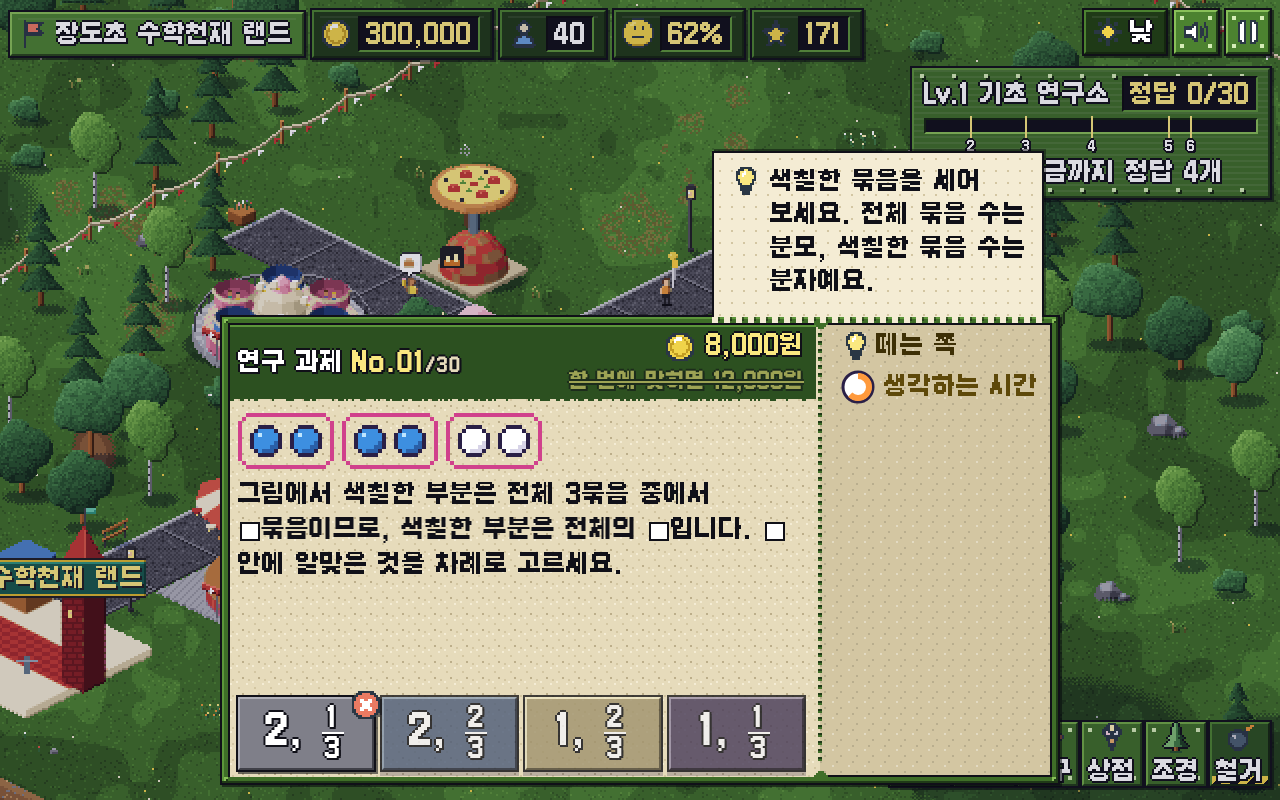 장도초 수학천재 랜드
300,000
40
62%
171
낮
Lv.1 기초 연구소 정답 0/30
2 3 4 5 6
금까지 정답 4개
색칠한 묶음을 세어
보세요. 전체 묶음 수는
분모, 색칠한 묶음 수는
분자예요.
연구 과제 No.01/30
8,000원
한 번에 맞히면 12,000원
떼는 쪽
생각하는 시간
그림에서 색칠한 부분은 전체 3묶음 중에서
□묶음이므로, 색칠한 부분은 전체의 □입니다. □
안에 알맞은 것을 차례로 고르세요.
2, 1/3
2, 2/3
1, 2/3
1, 1/3
수학천재 랜드
상점
조경
철거